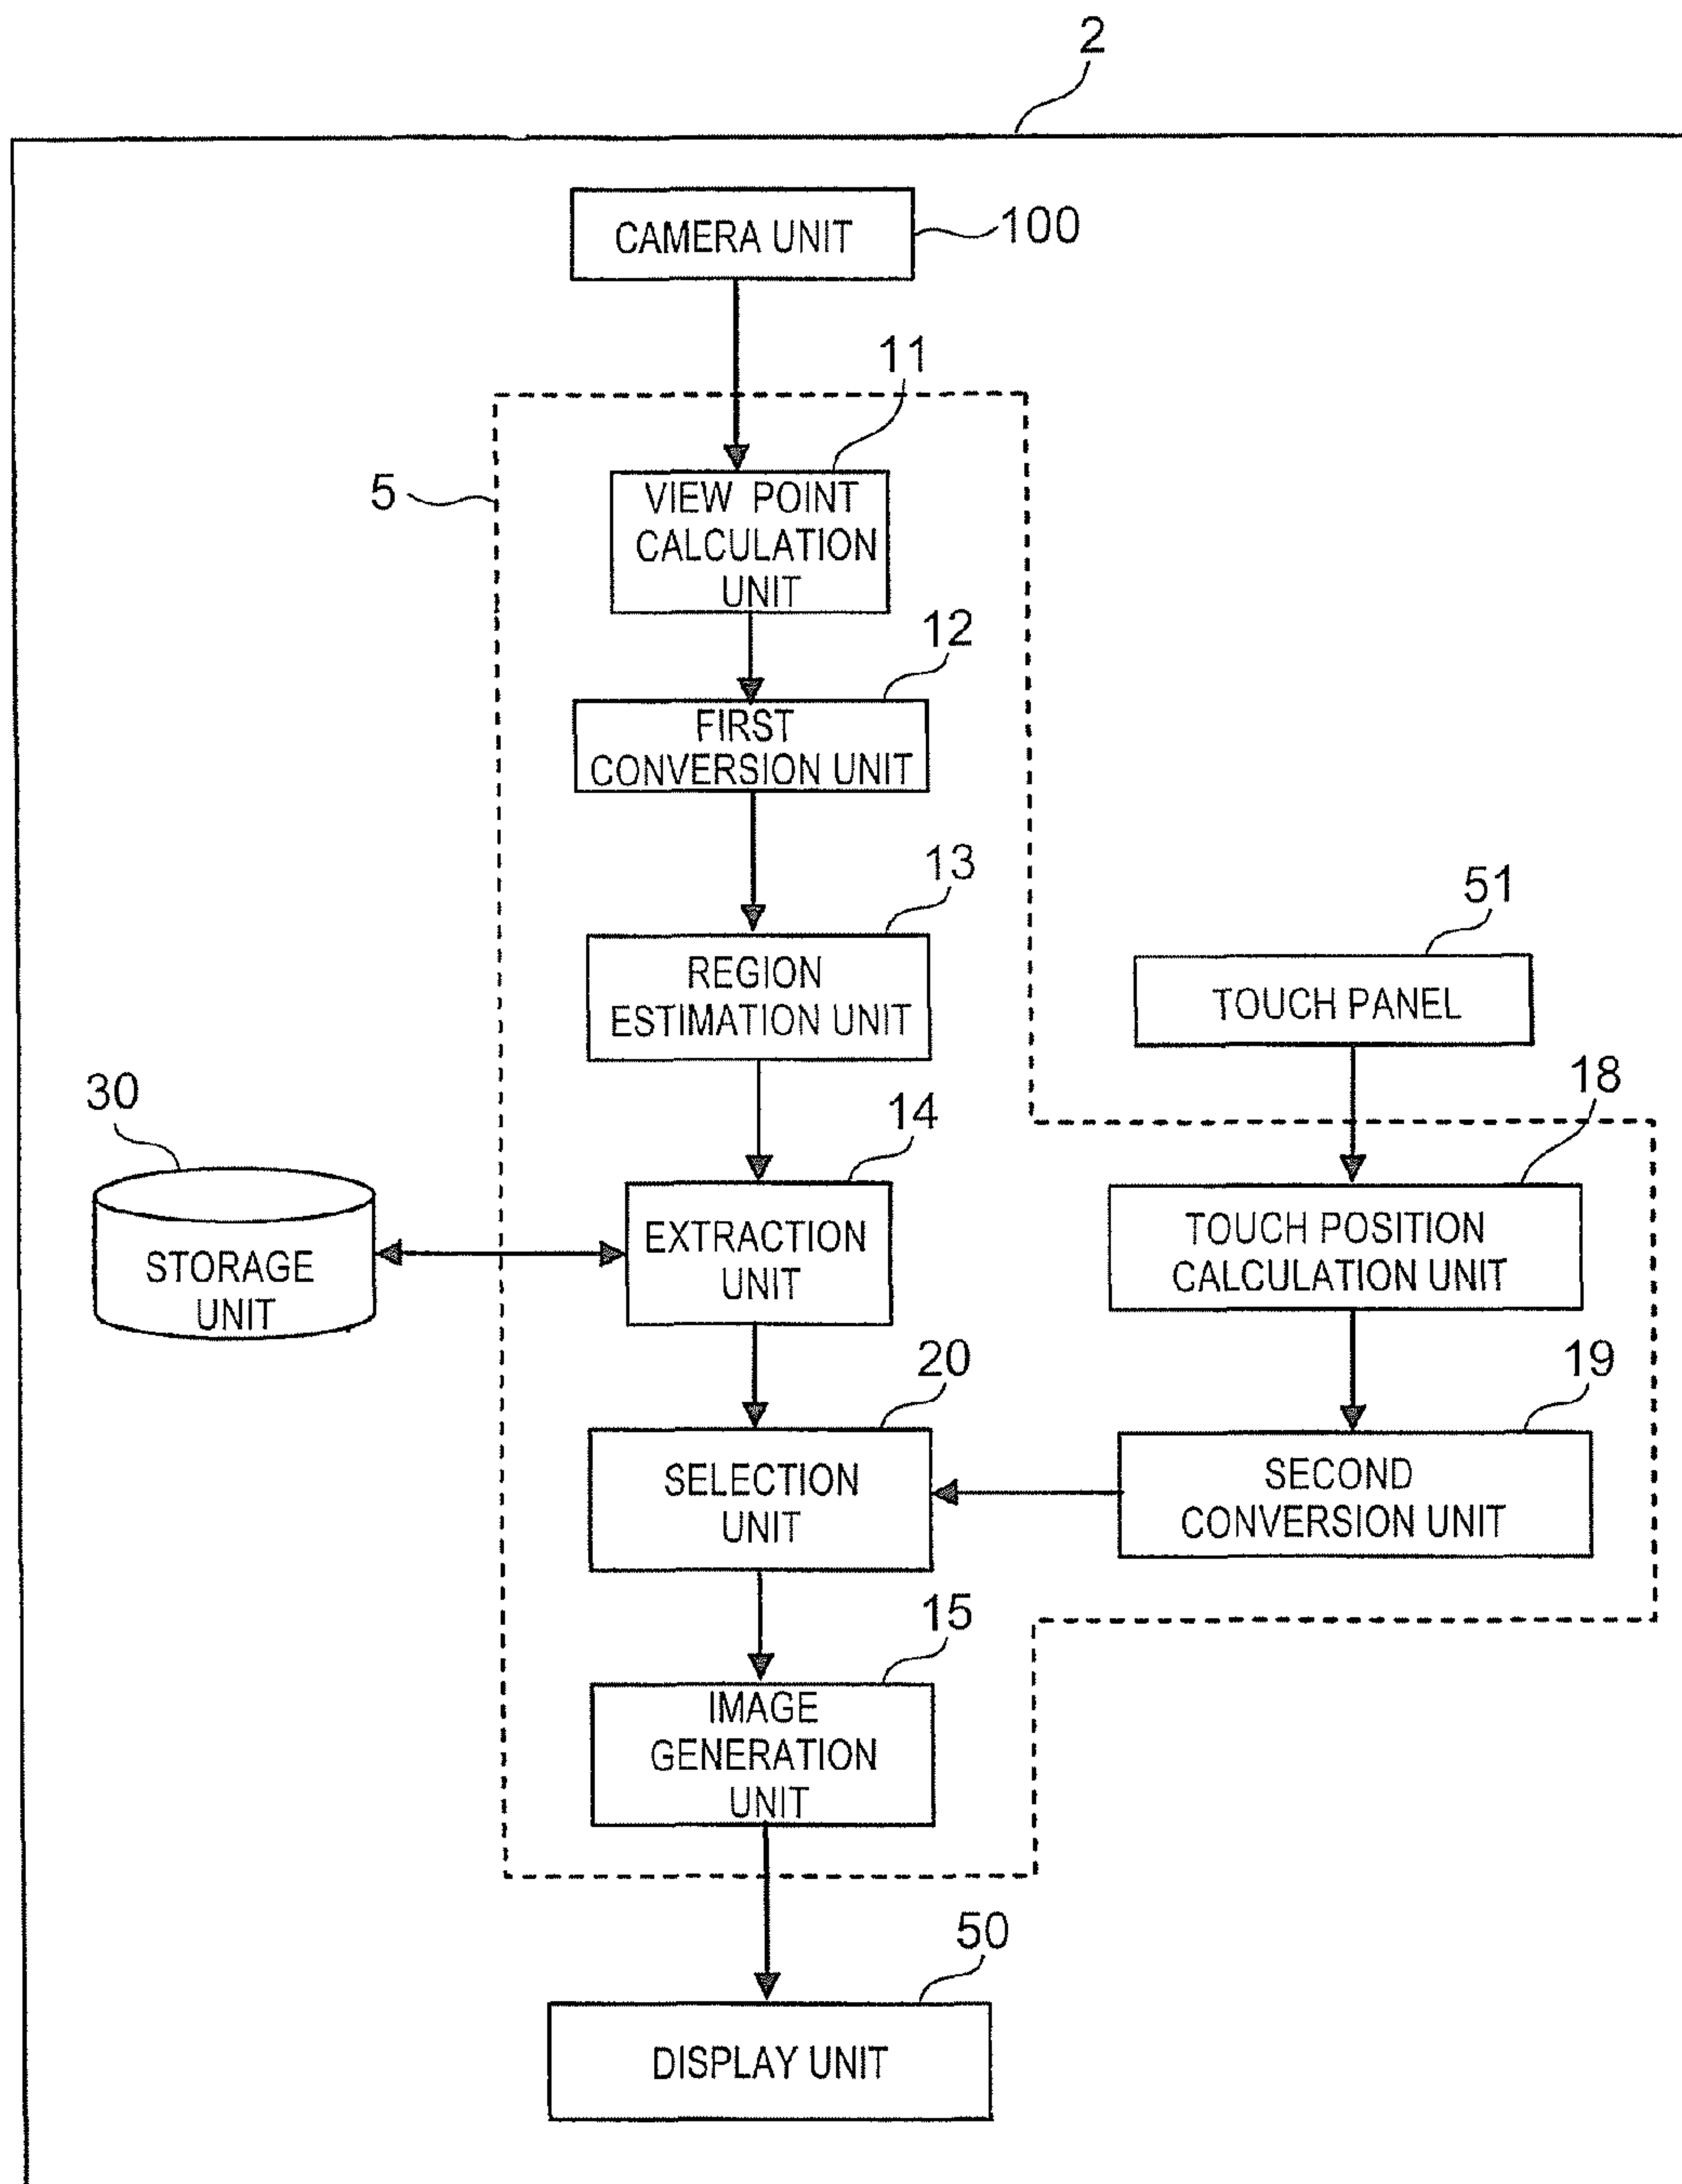 2
CAMERA UNIT
100
11
5
VIEW POINT
CALCULATION
UNIT
12
FIRST
CONVERSION UNIT
13
REGION
ESTIMATION UNIT
51
TOUCH PANEL
30
14
18
STORAGE
UNIT
EXTRACTION
UNIT
TOUCH POSITION
CALCULATION UNIT
20
19
SELECTION
UNIT
SECOND
CONVERSION UNIT
15
IMAGE
GENERATION
UNIT
50
DISPLAY UNIT